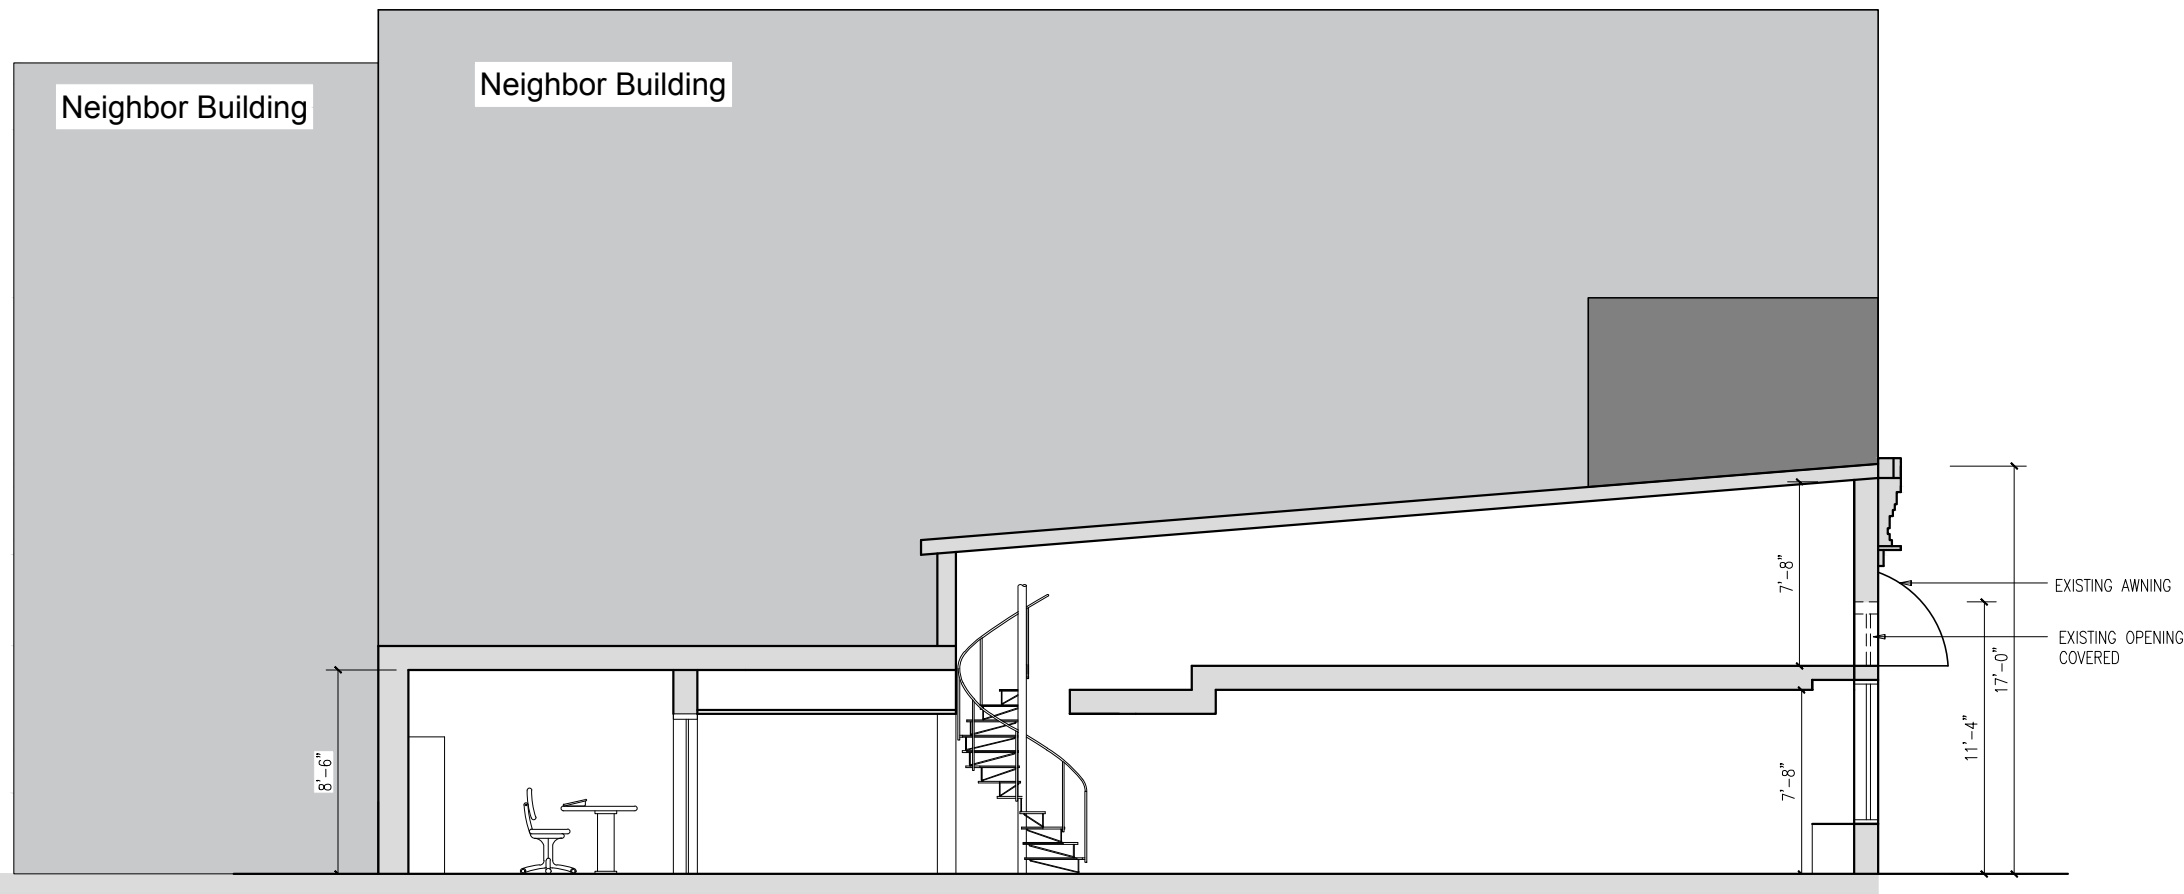 Neighbor Building
Neighbor Building
7'-8"
EXISTING AWNING
EXISTING OPENING
COVERED
17'-0"
11'-4"
8'-6"
7'-8"